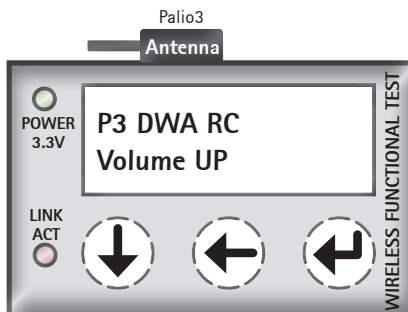 Palio3
Antenna
POWER
3.3V
P3 DWA RC
Volume UP
LINK
ACT
WIRELESS FUNCTIONAL TEST